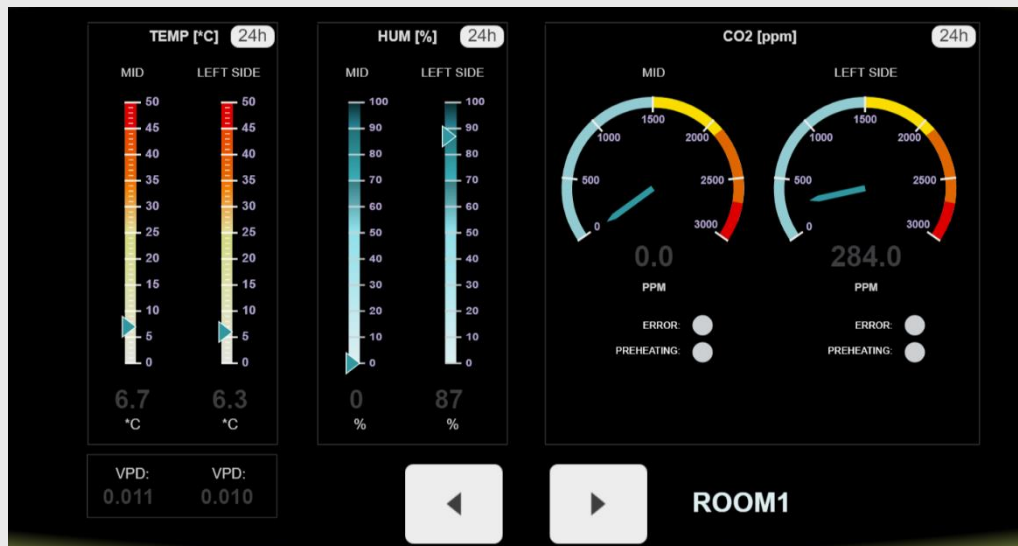 TEMP [*C] 24h
MID LEFT SIDE
50 50
45 45
40 40
35 35
30 30
25 25
20 20
15 15
10 10
5 5
0 0
6.7 6.3
*C *C
VPD: VPD:
0.011 0.010
HUM [%] 24h
MID LEFT SIDE
100 100
90 90
80 80
70 70
60 60
50 50
40 40
30 30
20 20
10 10
0 0
0 87
% %
CO2 [ppm] 24h
MID
0
500
1000
1500
2000
2500
3000
0.0
PPM
ERROR:
PREHEATING:
LEFT SIDE
0
500
1000
1500
2000
2500
3000
284.0
PPM
ERROR:
PREHEATING:
ROOM1